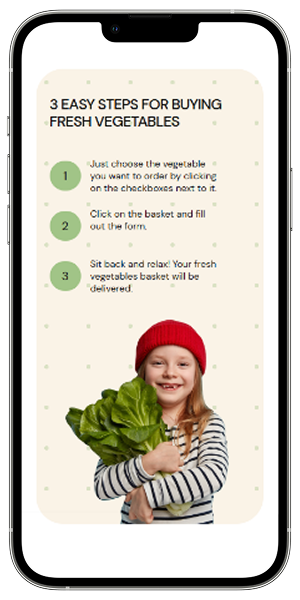 3 EASY STEPS FOR BUYING
FRESH VEGETABLES
1
Just choose the vegetable
you want to order by clicking
on the checkboxes next to it.
2
Click on the basket and fill
out the form.
3
Sit back and relax! Your fresh
vegetables basket will be
delivered.